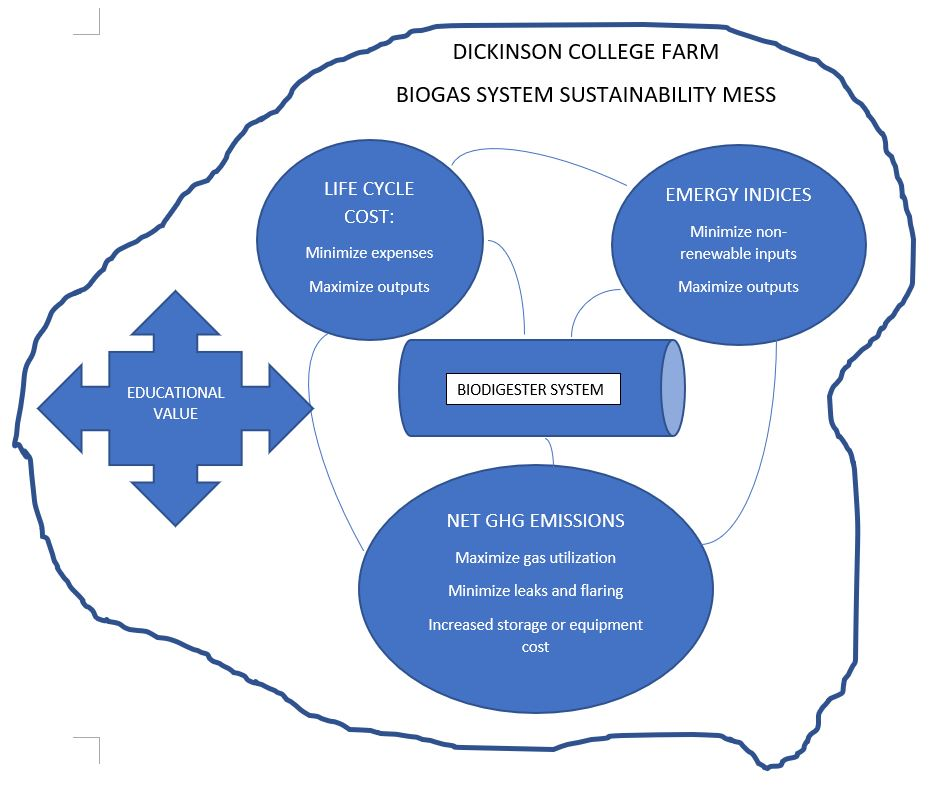 DICKINSON COLLEGE FARM
BIOGAS SYSTEM SUSTAINABILITY MESS
LIFE CYCLE
COST:
Minimize expenses
Maximize outputs
EMERGY INDICES
Minimize non-
renewable inputs
Maximize outputs
EDUCATIONAL
VALUE
BIODIGESTER SYSTEM
NET GHG EMISSIONS
Maximize gas utilization
Minimize leaks and flaring
Increased storage or equipment
cost